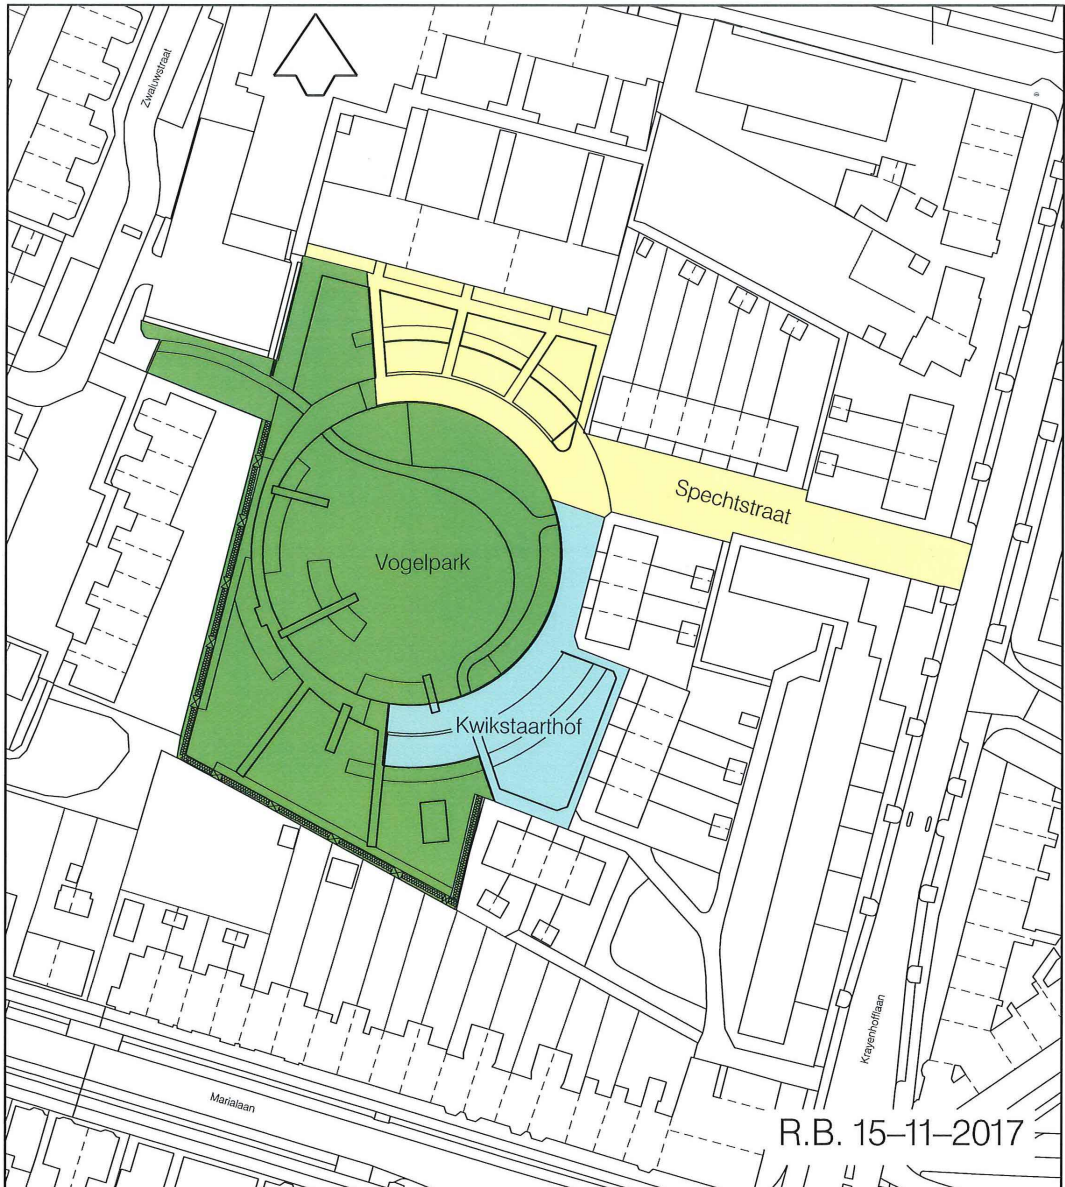 Zwaluwstraat
Spechtstraat
Vogelpark
Kwikstaarthof
Krayenhofflaan
Marialaan
R.B. 15–11–2017